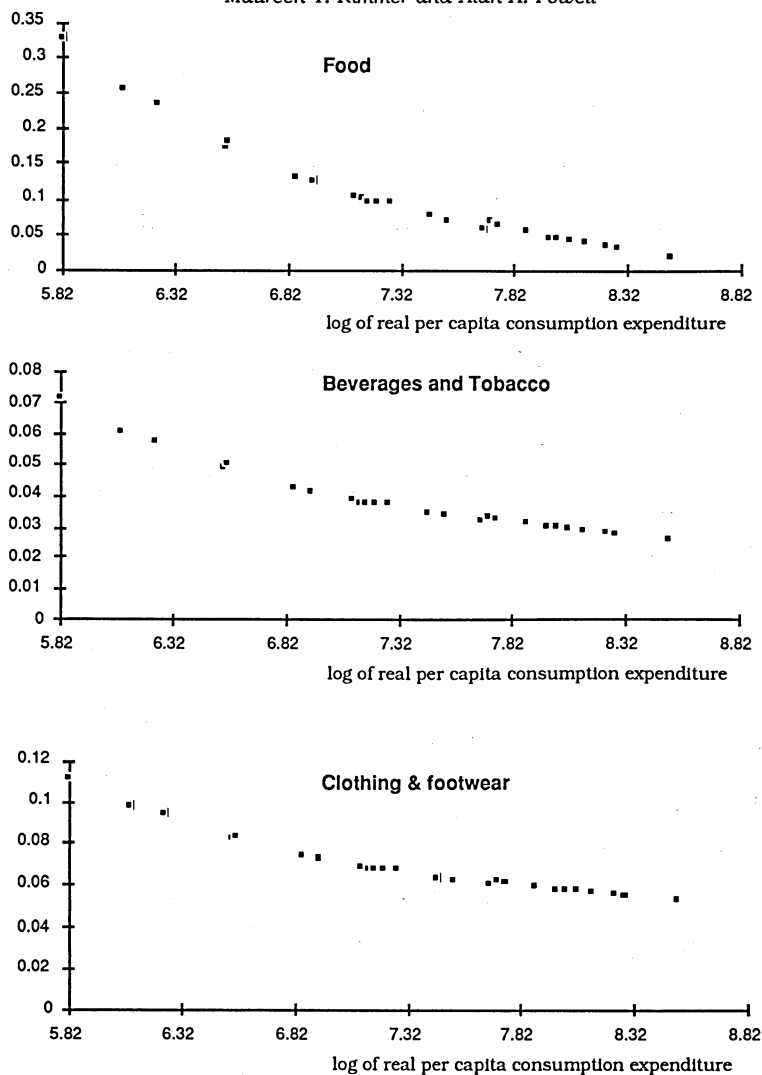 0.35
0.3
Food
0.25
0.2
0.15
0.1
0.05
0
5.82 6.32 6.82 7.32 7.82 8.32 8.82
log of real per capita consumption expenditure
0.08
Beverages and Tobacco
0.07
0.06
0.05
0.04
0.03
0.02
0.01
0
5.82 6.32 6.82 7.32 7.82 8.32 8.82
log of real per capita consumption expenditure
0.12
Clothing & footwear
0.1
0.08
0.06
0.04
0.02
0
5.82 6.32 6.82 7.32 7.82 8.32 8.82
log of real per capita consumption expenditure